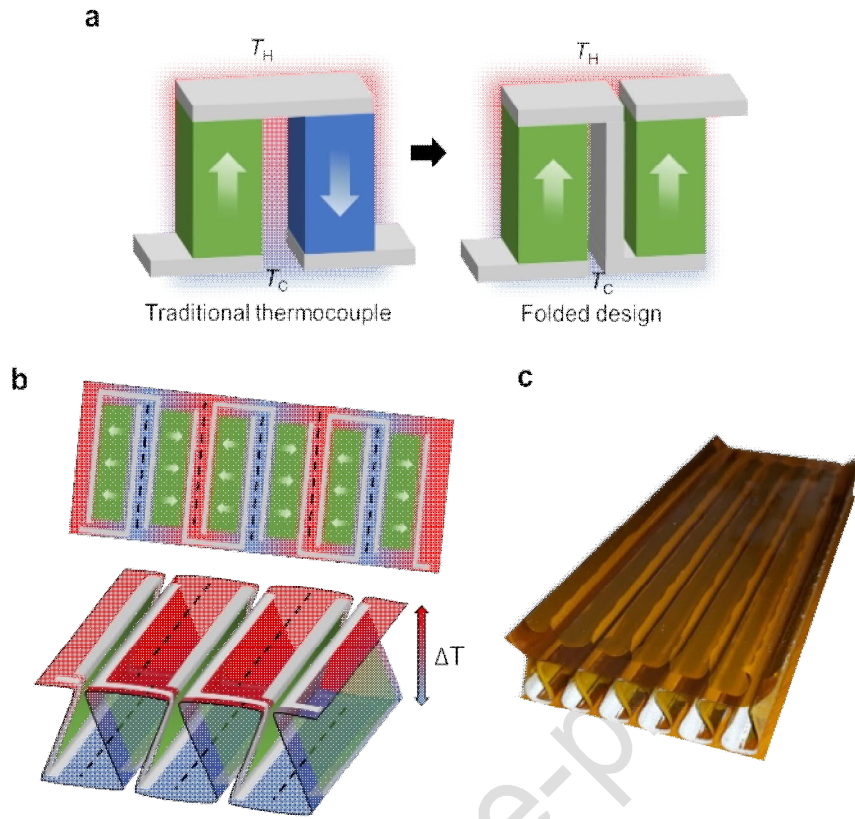 a
T_H
T_H
T_C
T_C
Traditional thermocouple
Folded design
b
c
ΔT
e-p